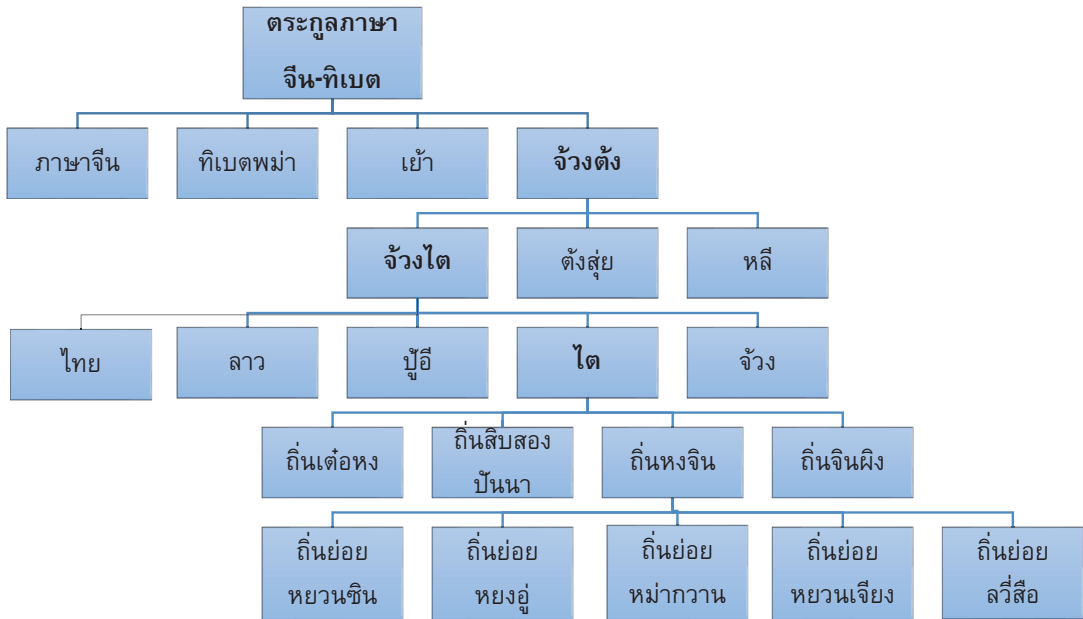 ตระกูลภาษา
จีน-ทิเบต
ภาษาจีน
ทิเบตพม่า
เย้า
จ้วงต้ง
จ้วงไต
ต้งสุ่ย
หลี
ไทย
ลาว
ปู้อี
ไต
จ้วง
ถิ่นเต๋อหง
ถิ่นสิบสอง
ปันนา
ถิ่นหงจิน
ถิ่นจินผิง
ถิ่นย่อย
หยวนซิน
ถิ่นย่อย
หยงอู่
ถิ่นย่อย
หม่ากวาน
ถิ่นย่อย
หยวนเจียง
ถิ่นย่อย
ลวี่สือ